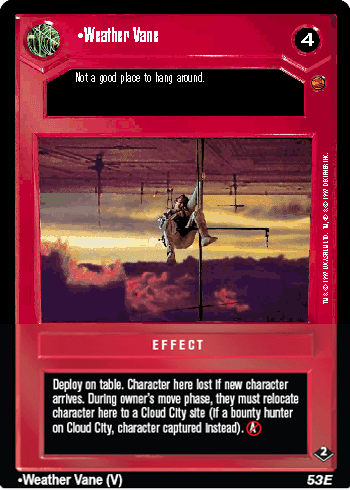 •Weather Vane
4
Not a good place to hang around.
TM & © 1997 LUCASFILM LTD. TM, ® & © 1997 DECIPHER INC.
EFFECT
Deploy on table. Character here lost if new character
arrives. During owner's move phase, they must relocate
character here to a Cloud City site (if a bounty hunter
on Cloud City, character captured instead). A
2
•Weather Vane (V) 53E